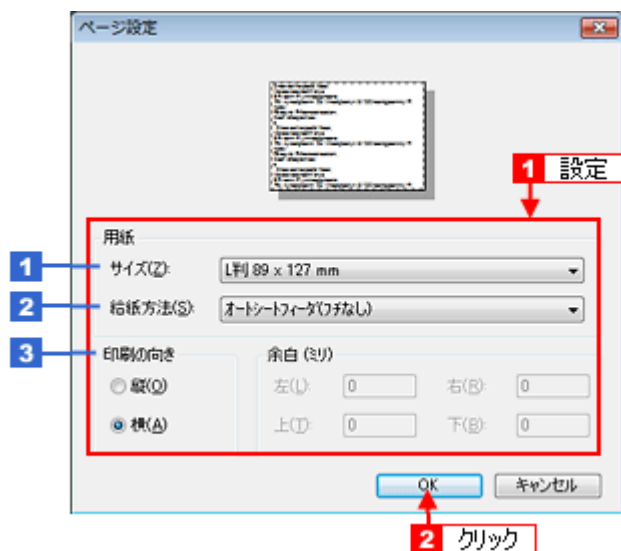 ページ設定
1 設定
用紙
1 サイズ(Z): L判 89 x 127 mm
2 給紙方法(S): オートシートフィーダ(フチなし)
3 印刷の向き 余白 (ミリ)
縦(O) 左(L): 0 右(R): 0
横(A) 上(T): 0 下(B): 0
OK キャンセル
2 クリック